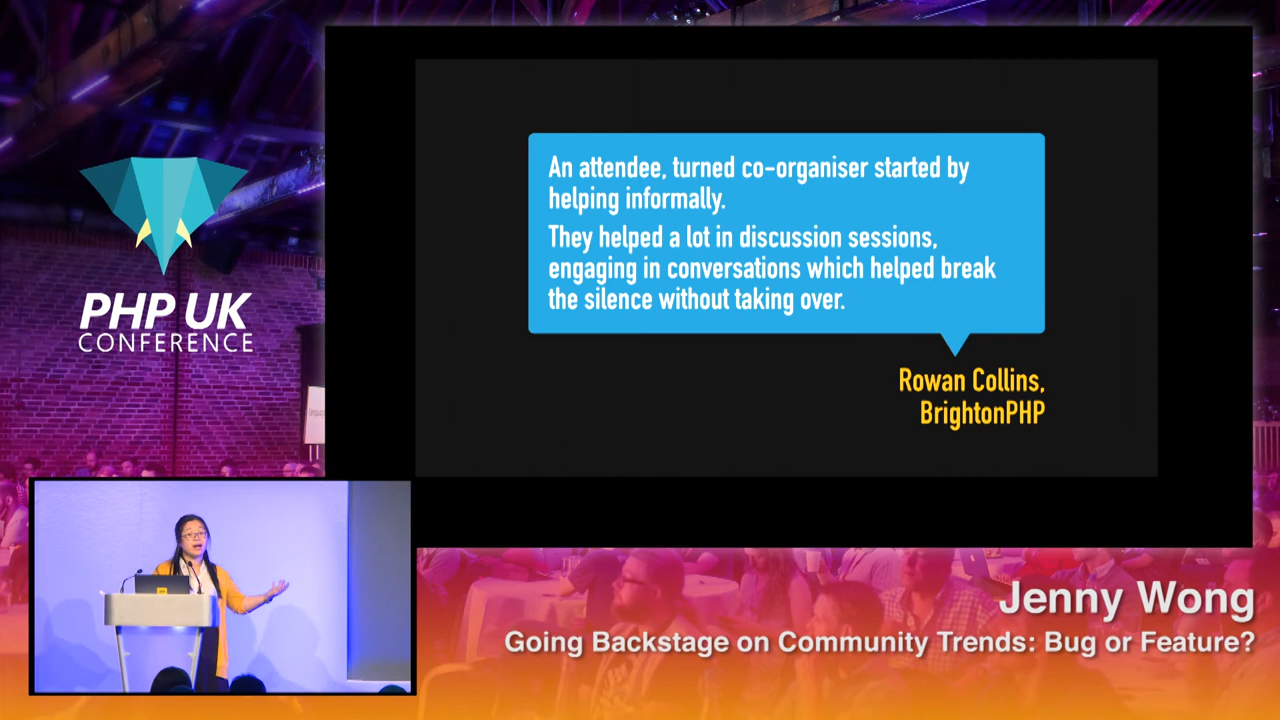 An attendee, turned co-organiser started by
helping informally.
They helped a lot in discussion sessions,
engaging in conversations which helped break
the silence without taking over.
Rowan Collins,
BrightonPHP
PHP UK
CONFERENCE
Jenny Wong
Going Backstage on Community Trends: Bug or Feature?